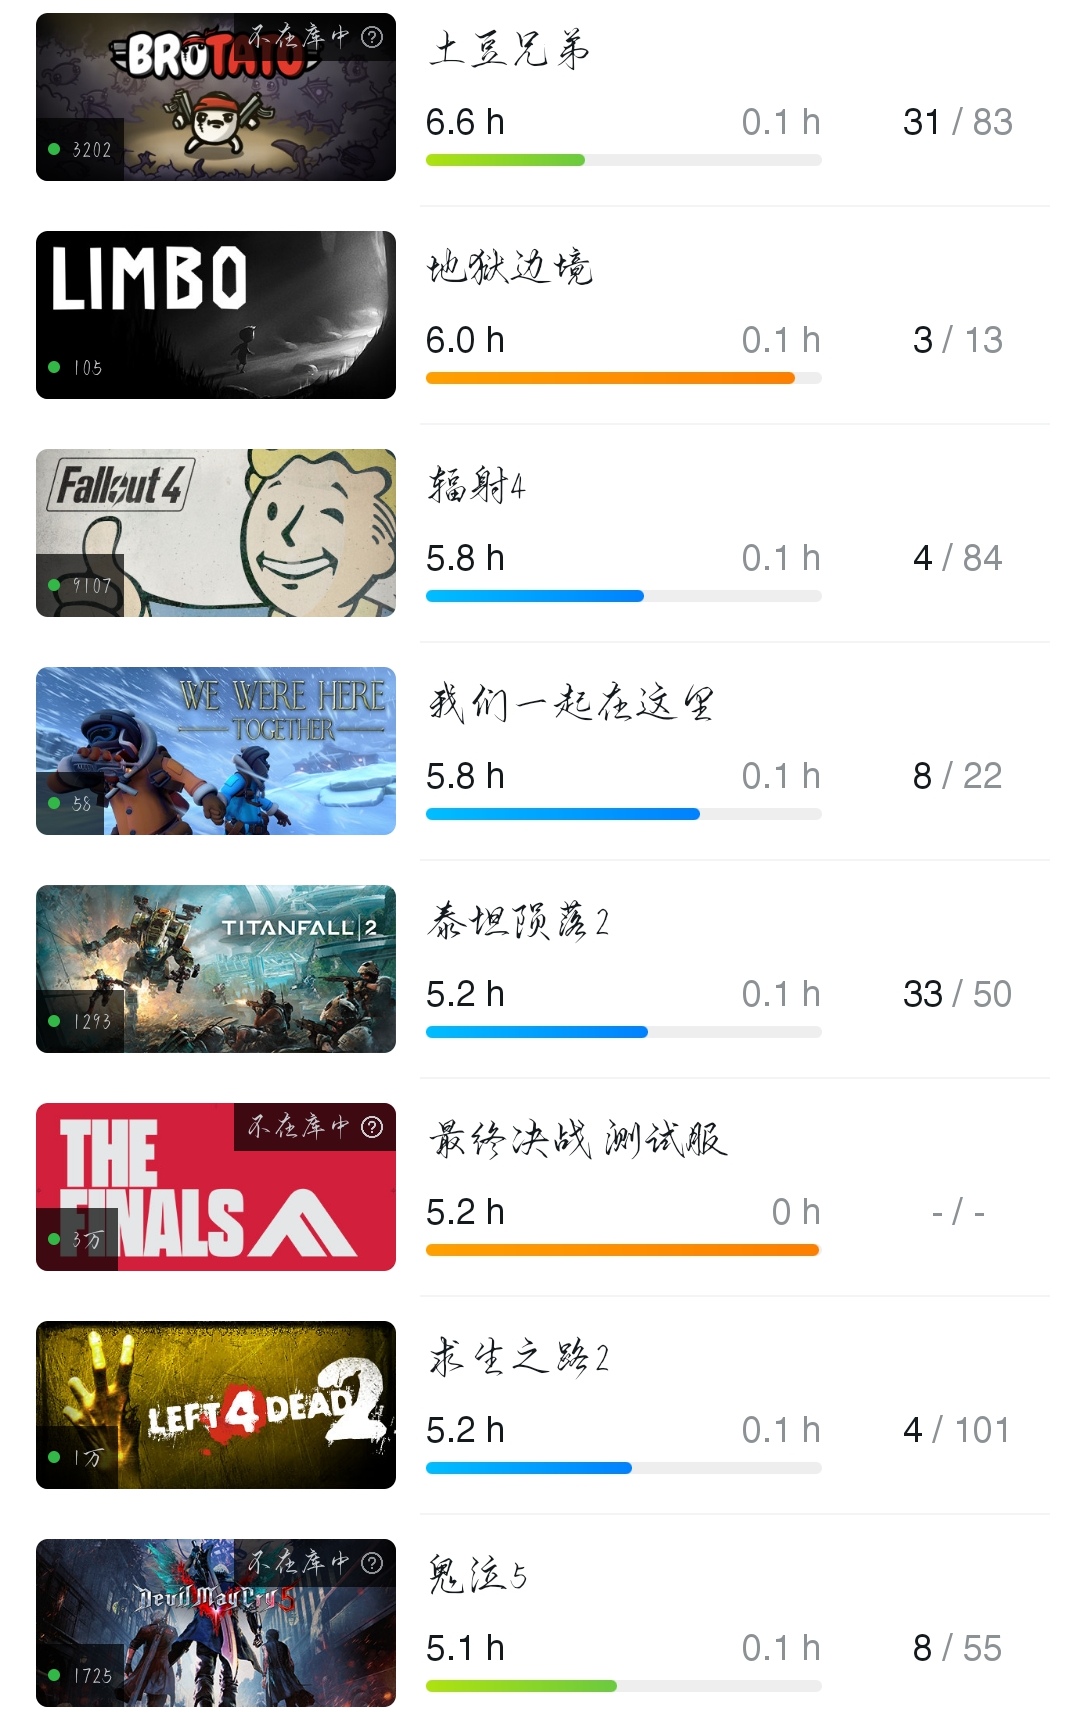 BROTATO
不在库中
3202
土豆兄弟
6.6 h 0.1 h 31 / 83
LIMBO
105
地狱边境
6.0 h 0.1 h 3 / 13
Fallout 4
9107
辐射4
5.8 h 0.1 h 4 / 84
WE WERE HERE
TOGETHER
58
我们一起在这里
5.8 h 0.1 h 8 / 22
TITANFALL|2
1293
泰坦陨落2
5.2 h 0.1 h 33 / 50
不在库中
THE
FINALS
3万
最终决战 测试服
5.2 h 0 h - / -
LEFT 4 DEAD 2
1万
求生之路2
5.2 h 0.1 h 4 / 101
不在库中
Devil May Cry 5
1725
鬼泣5
5.1 h 0.1 h 8 / 55